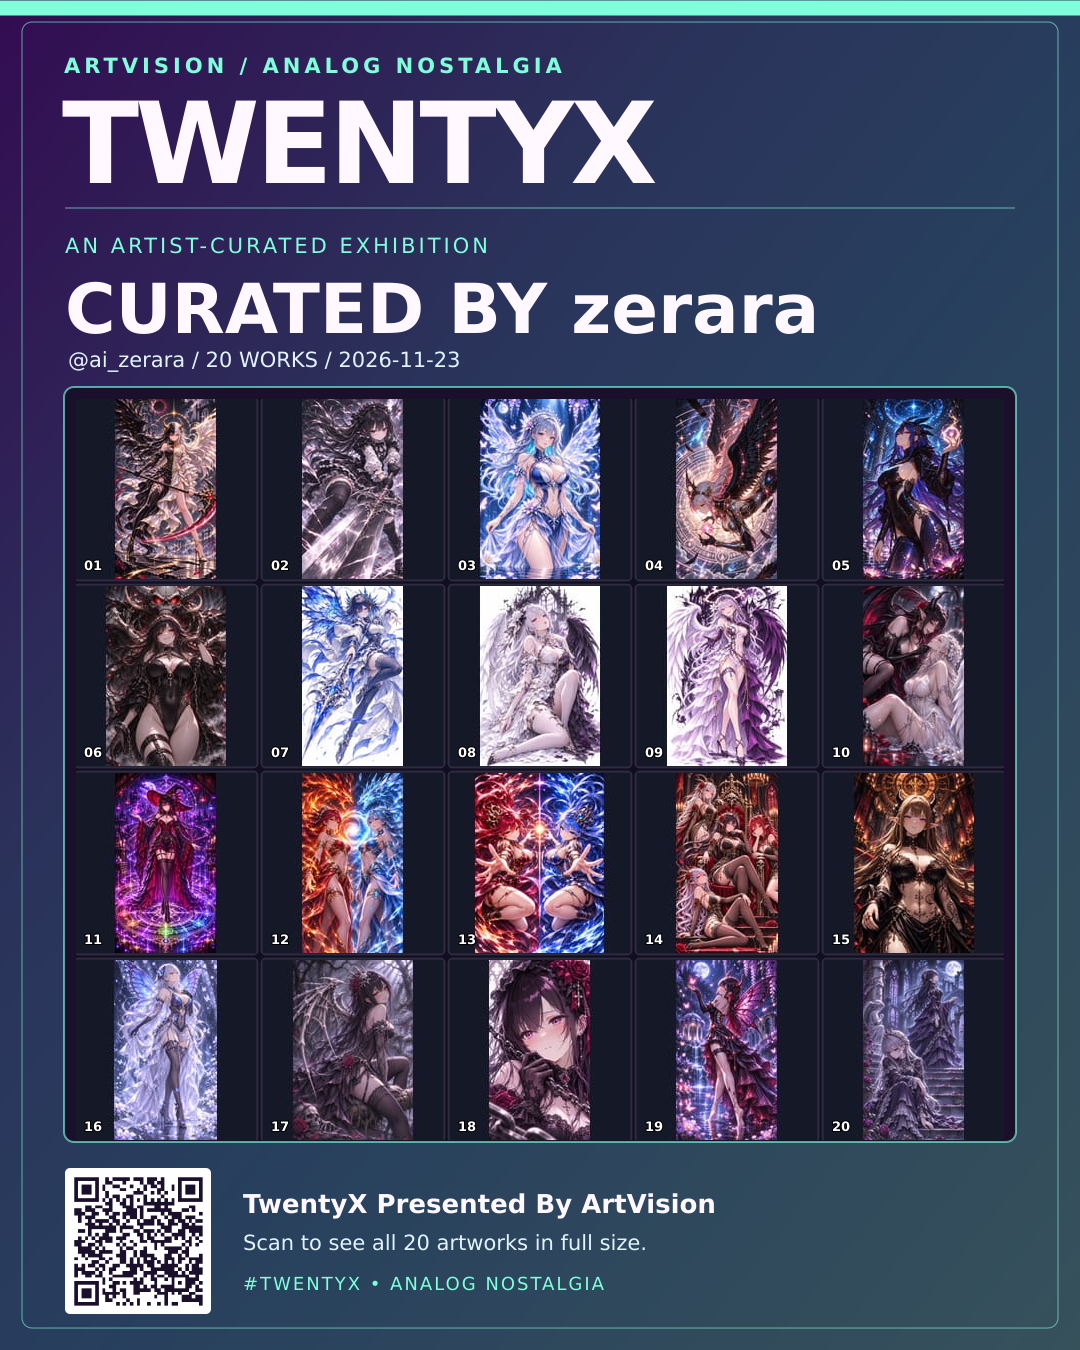 ARTVISION / ANALOG NOSTALGIA
TWENTYX
AN ARTIST-CURATED EXHIBITION
CURATED BY zerara
@ai_zerara / 20 WORKS / 2026-11-23
01 02 03 04 05
06 07 08 09 10
11 12 13 14 15
16 17 18 19 20
TwentyX Presented By ArtVision
Scan to see all 20 artworks in full size.
#TWENTYX • ANALOG NOSTALGIA